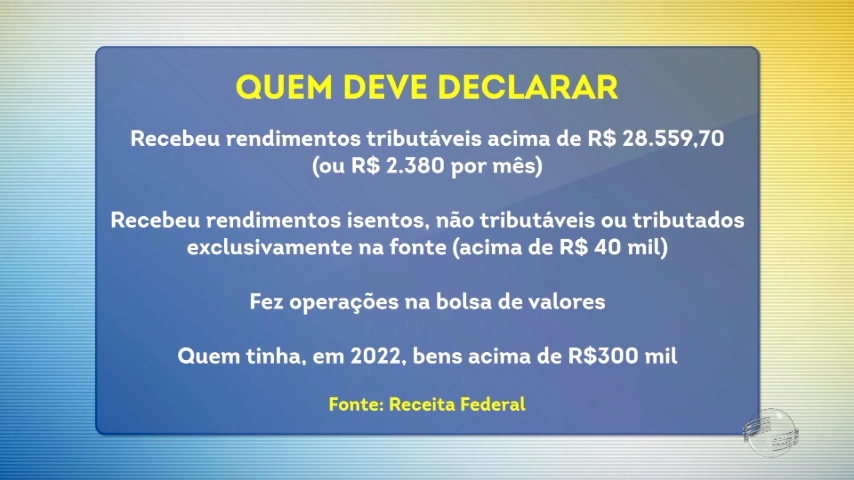 QUEM DEVE DECLARAR
Recebeu rendimentos tributáveis acima de R$ 28.559,70
(ou R$ 2.380 por mês)
Recebeu rendimentos isentos, não tributáveis ou tributados
exclusivamente na fonte (acima de R$ 40 mil)
Fez operações na bolsa de valores
Quem tinha, em 2022, bens acima de R$300 mil
Fonte: Receita Federal